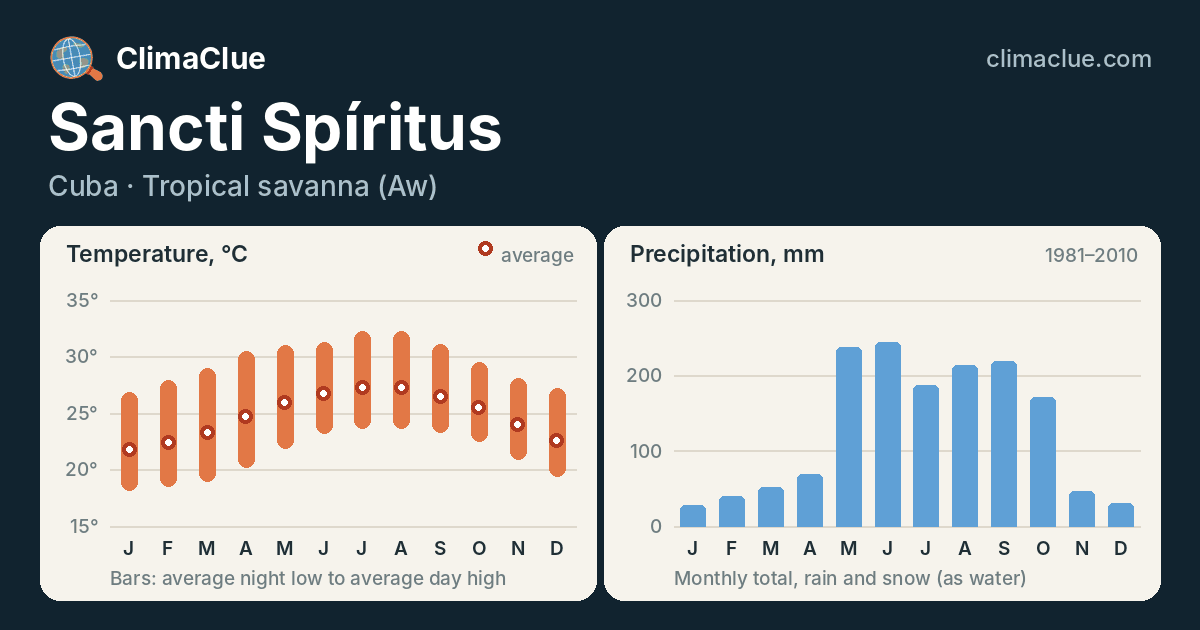 ClimaClue
climaclue.com
Sancti Spíritus
Cuba · Tropical savanna (Aw)
Temperature, °C
average
35°
30°
25°
20°
15°
J F M A M J J A S O N D
Bars: average night low to average day high
Precipitation, mm
1981–2010
300
200
100
0
J F M A M J J A S O N D
Monthly total, rain and snow (as water)